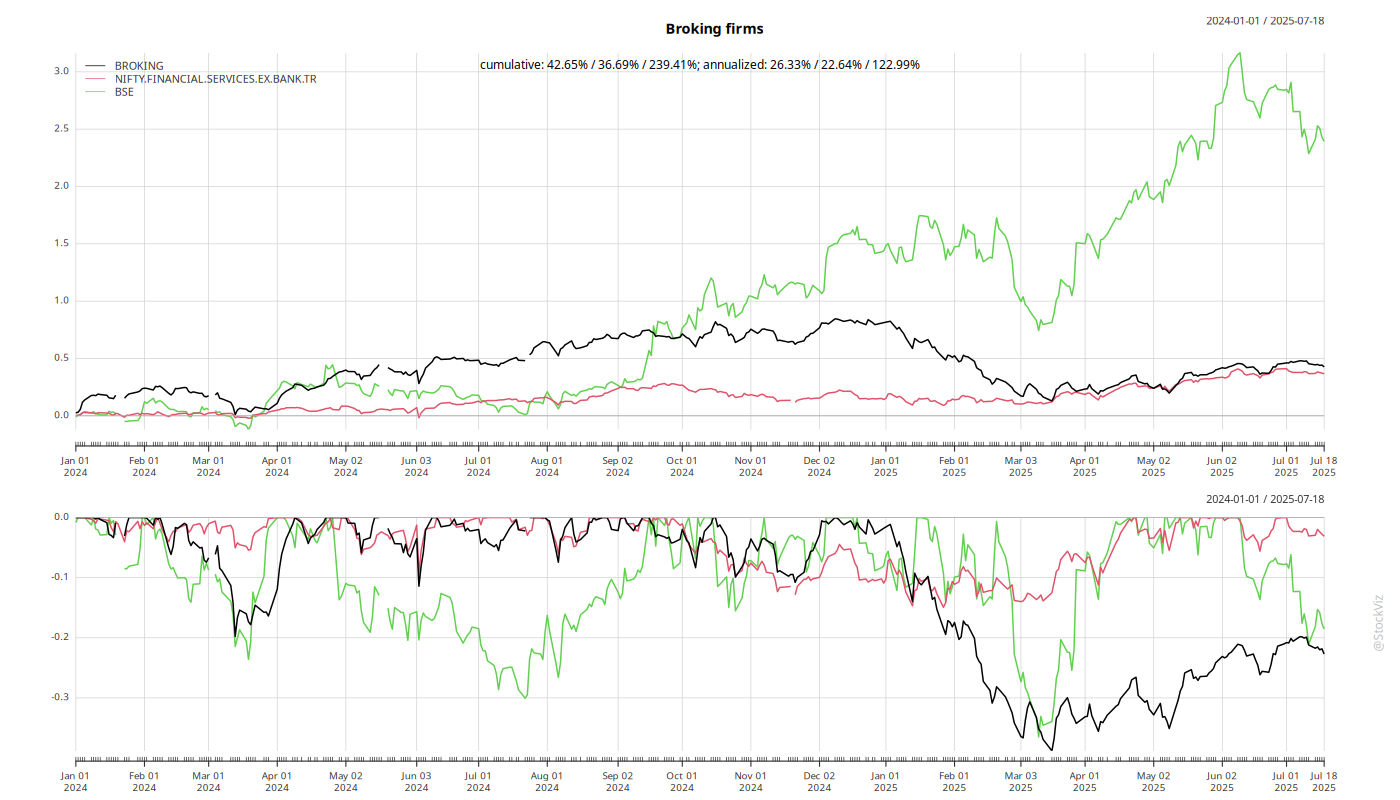 Broking firms
2024-01-01 / 2025-07-18
cumulative: 42.65% / 36.69% / 239.41%; annualized: 26.33% / 22.64% / 122.99%
BROKING
NIFTY.FINANCIAL.SERVICES.EX.BANK.TR
BSE
3.0
2.5
2.0
1.5
1.0
0.5
0.0
Jan 01 Feb 01 Mar 01 Apr 01 May 02 Jun 03 Jul 01 Aug 01 Sep 02 Oct 01 Nov 01 Dec 02 Jan 01 Feb 01 Mar 03 Apr 01 May 02 Jun 02 Jul 01 Jul 18
2024 2024 2024 2024 2024 2024 2024 2024 2024 2024 2024 2024 2025 2025 2025 2025 2025 2025 2025 2025
2024-01-01 / 2025-07-18
0.0
-0.1
-0.2
-0.3
Jan 01 Feb 01 Mar 01 Apr 01 May 02 Jun 03 Jul 01 Aug 01 Sep 02 Oct 01 Nov 01 Dec 02 Jan 01 Feb 01 Mar 03 Apr 01 May 02 Jun 02 Jul 01 Jul 18
2024 2024 2024 2024 2024 2024 2024 2024 2024 2024 2024 2024 2025 2025 2025 2025 2025 2025 2025 2025
@StockViz